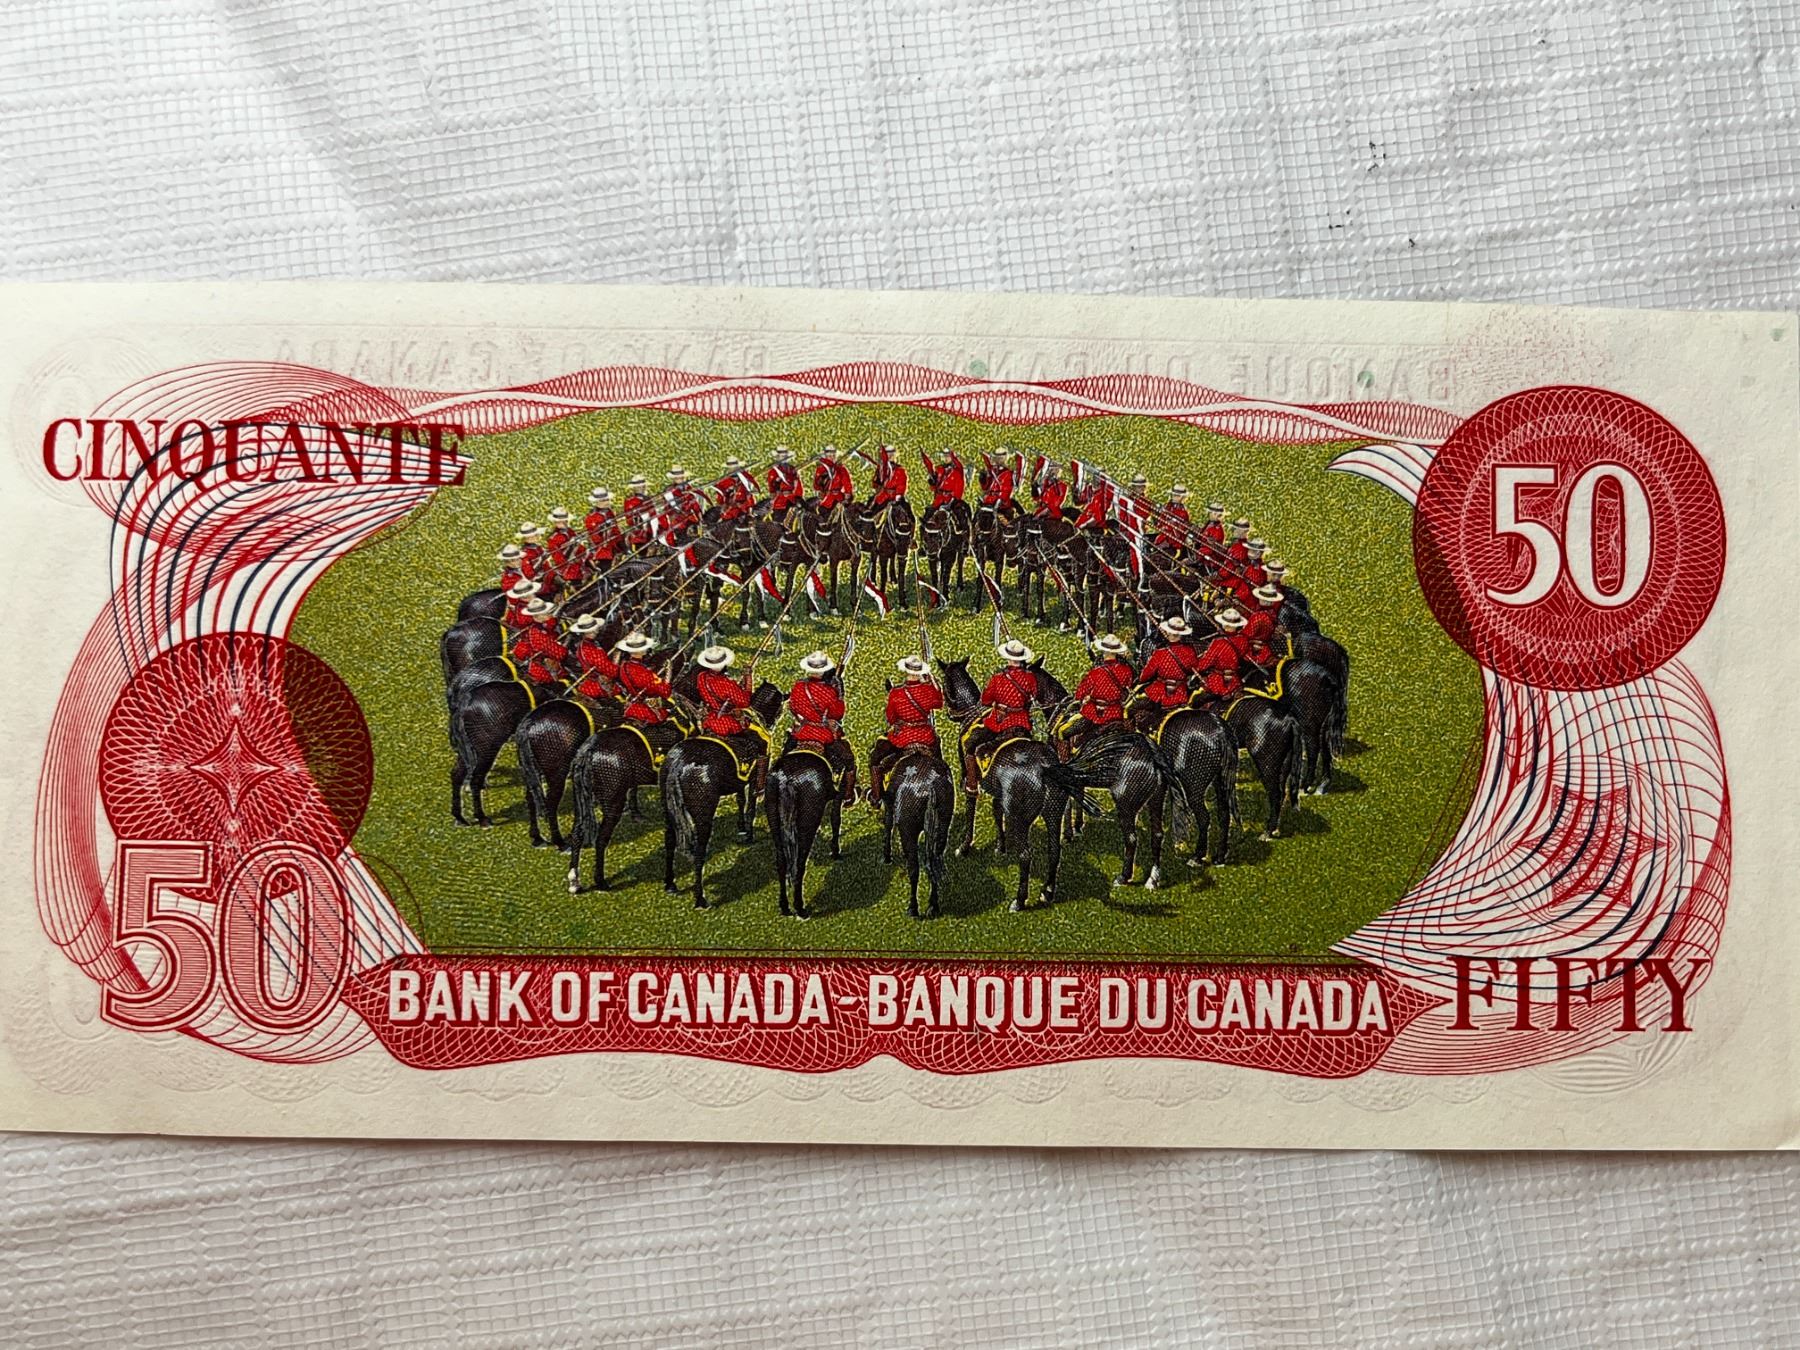 CINQUANTE
50
50
BANK OF CANADA - BANQUE DU CANADA
FIFTY